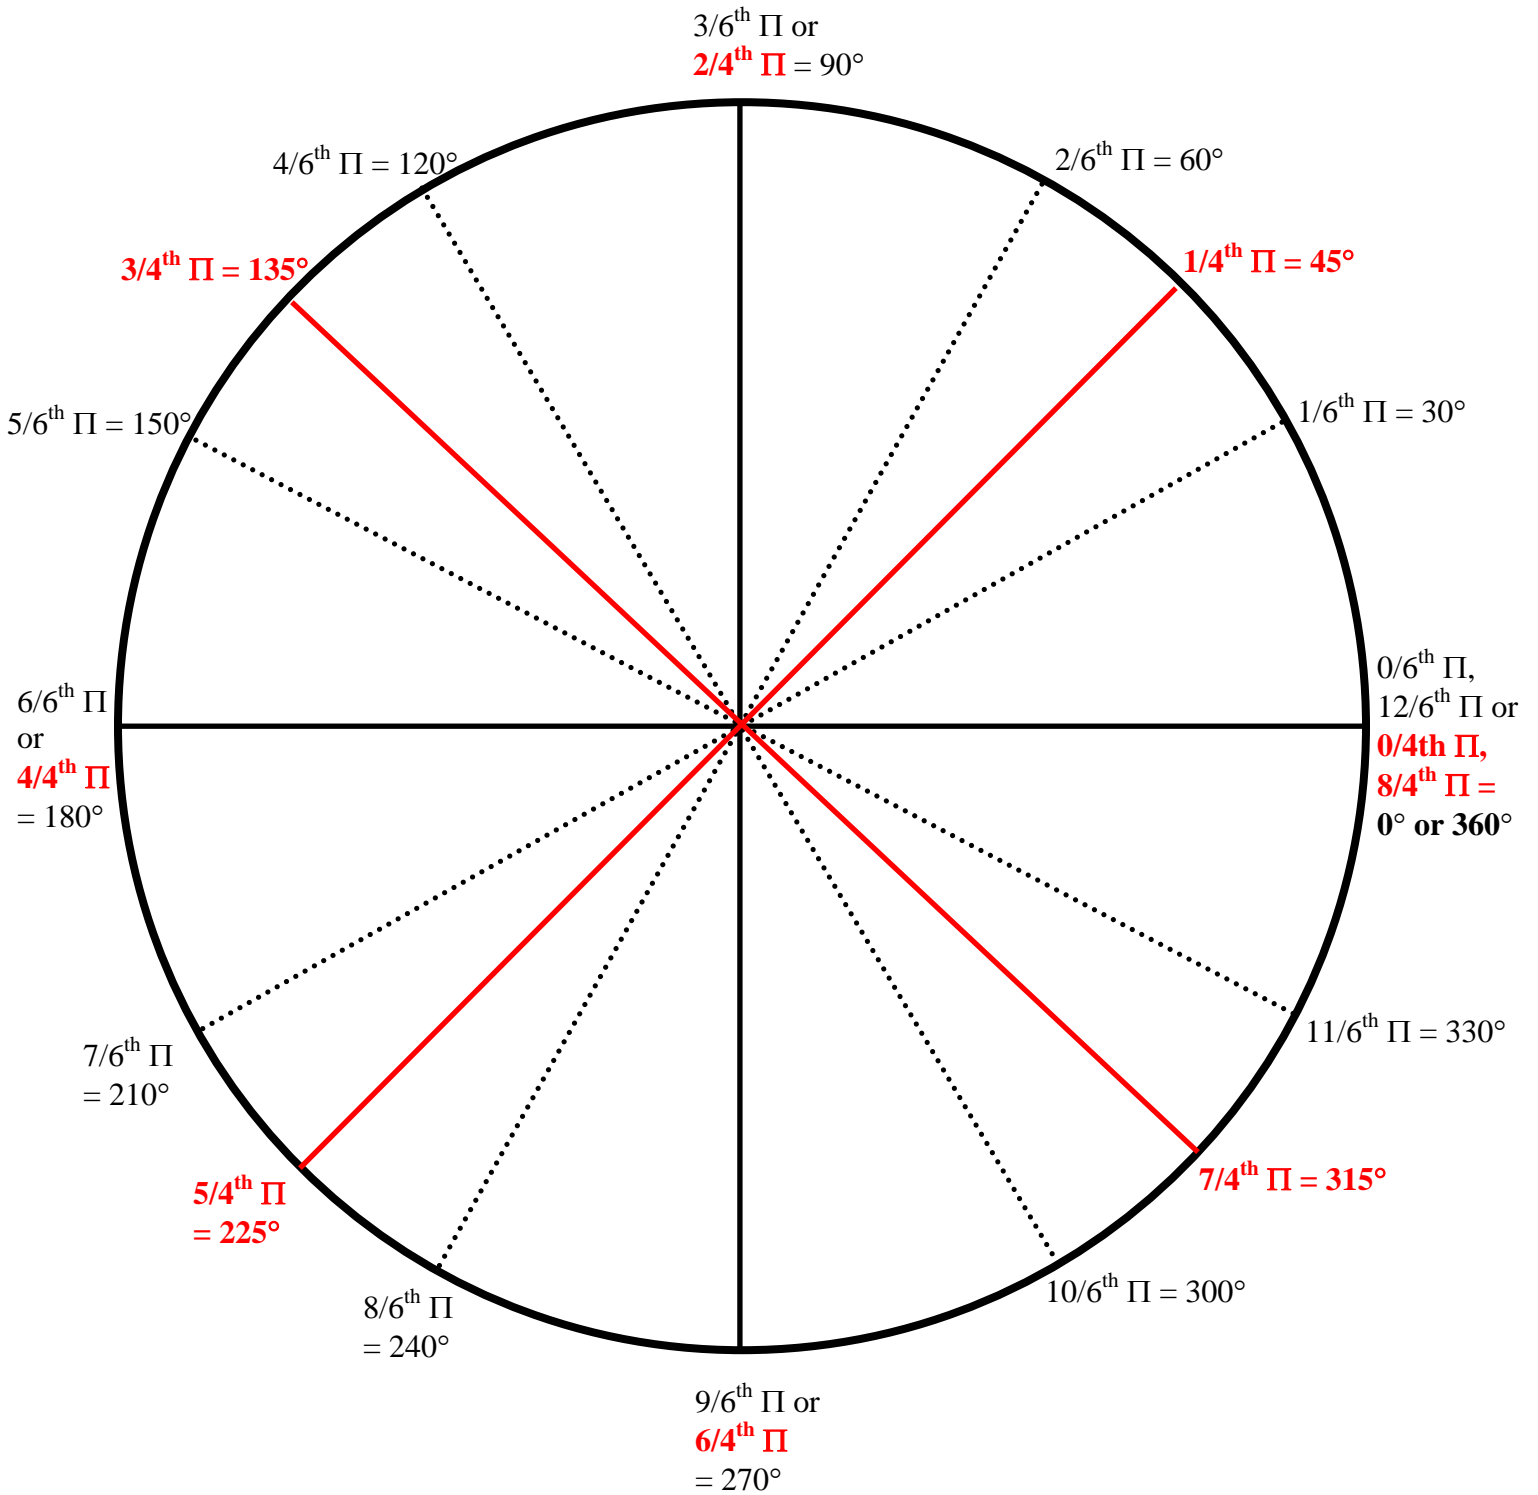 3/6th Π or
2/4th Π = 90°
4/6th Π = 120°
2/6th Π = 60°
3/4th Π = 135°
1/4th Π = 45°
5/6th Π = 150°
1/6th Π = 30°
6/6th Π
or
4/4th Π
= 180°
0/6th Π,
12/6th Π or
0/4th Π,
8/4th Π =
0° or 360°
7/6th Π
= 210°
11/6th Π = 330°
5/4th Π
= 225°
7/4th Π = 315°
8/6th Π
= 240°
10/6th Π = 300°
9/6th Π or
6/4th Π
= 270°